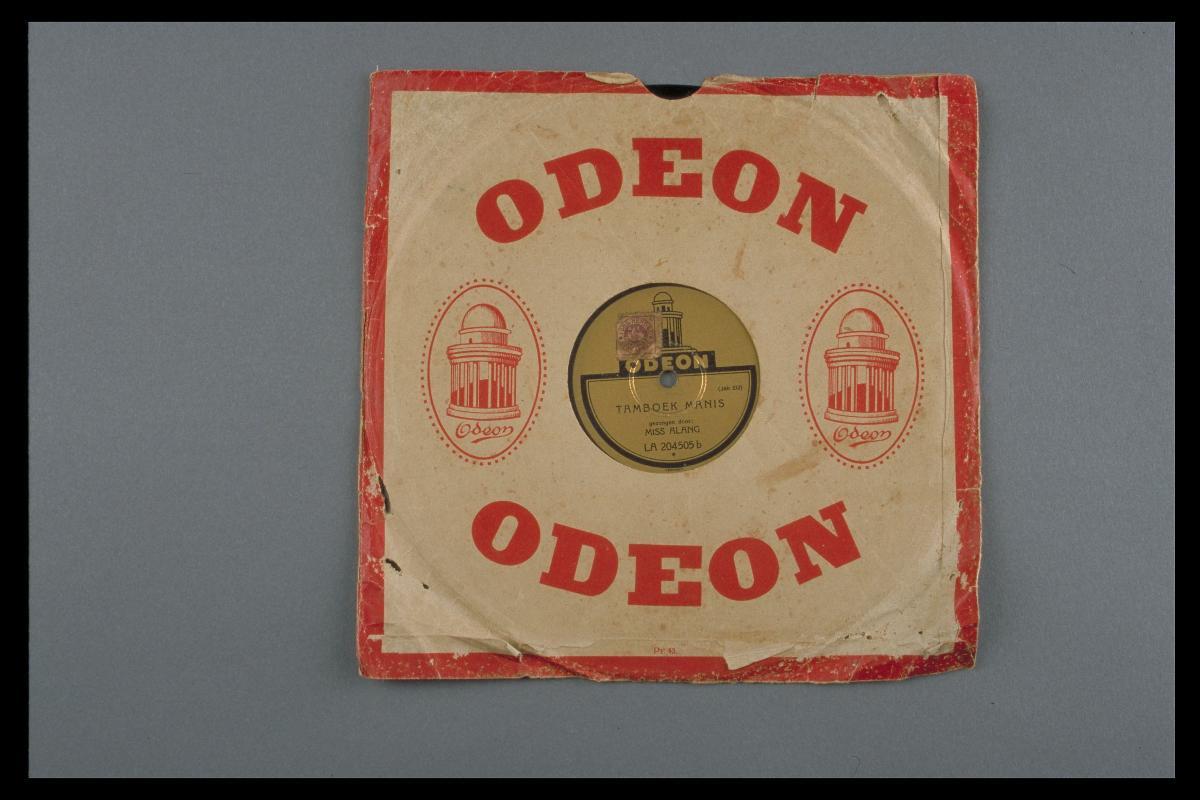 ODEON
Odeon
Odeon
ODEON
TAMBOEK MANIS
gezongen door:
MISS ALANG
LA 204505 b
ODEON